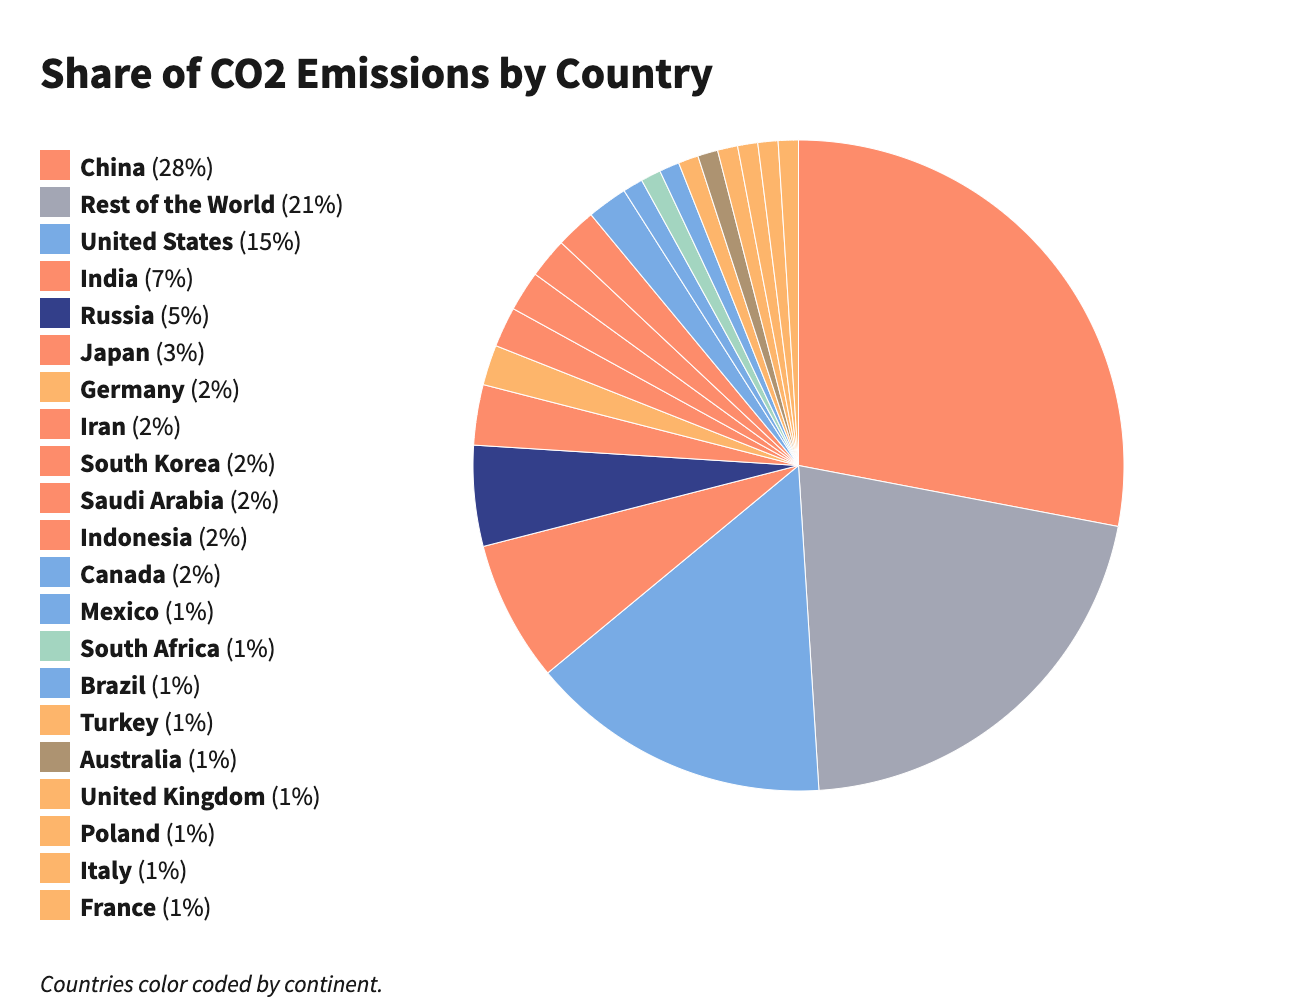 Share of CO2 Emissions by Country
China (28%)
Rest of the World (21%)
United States (15%)
India (7%)
Russia (5%)
Japan (3%)
Germany (2%)
Iran (2%)
South Korea (2%)
Saudi Arabia (2%)
Indonesia (2%)
Canada (2%)
Mexico (1%)
South Africa (1%)
Brazil (1%)
Turkey (1%)
Australia (1%)
United Kingdom (1%)
Poland (1%)
Italy (1%)
France (1%)
Countries color coded by continent.